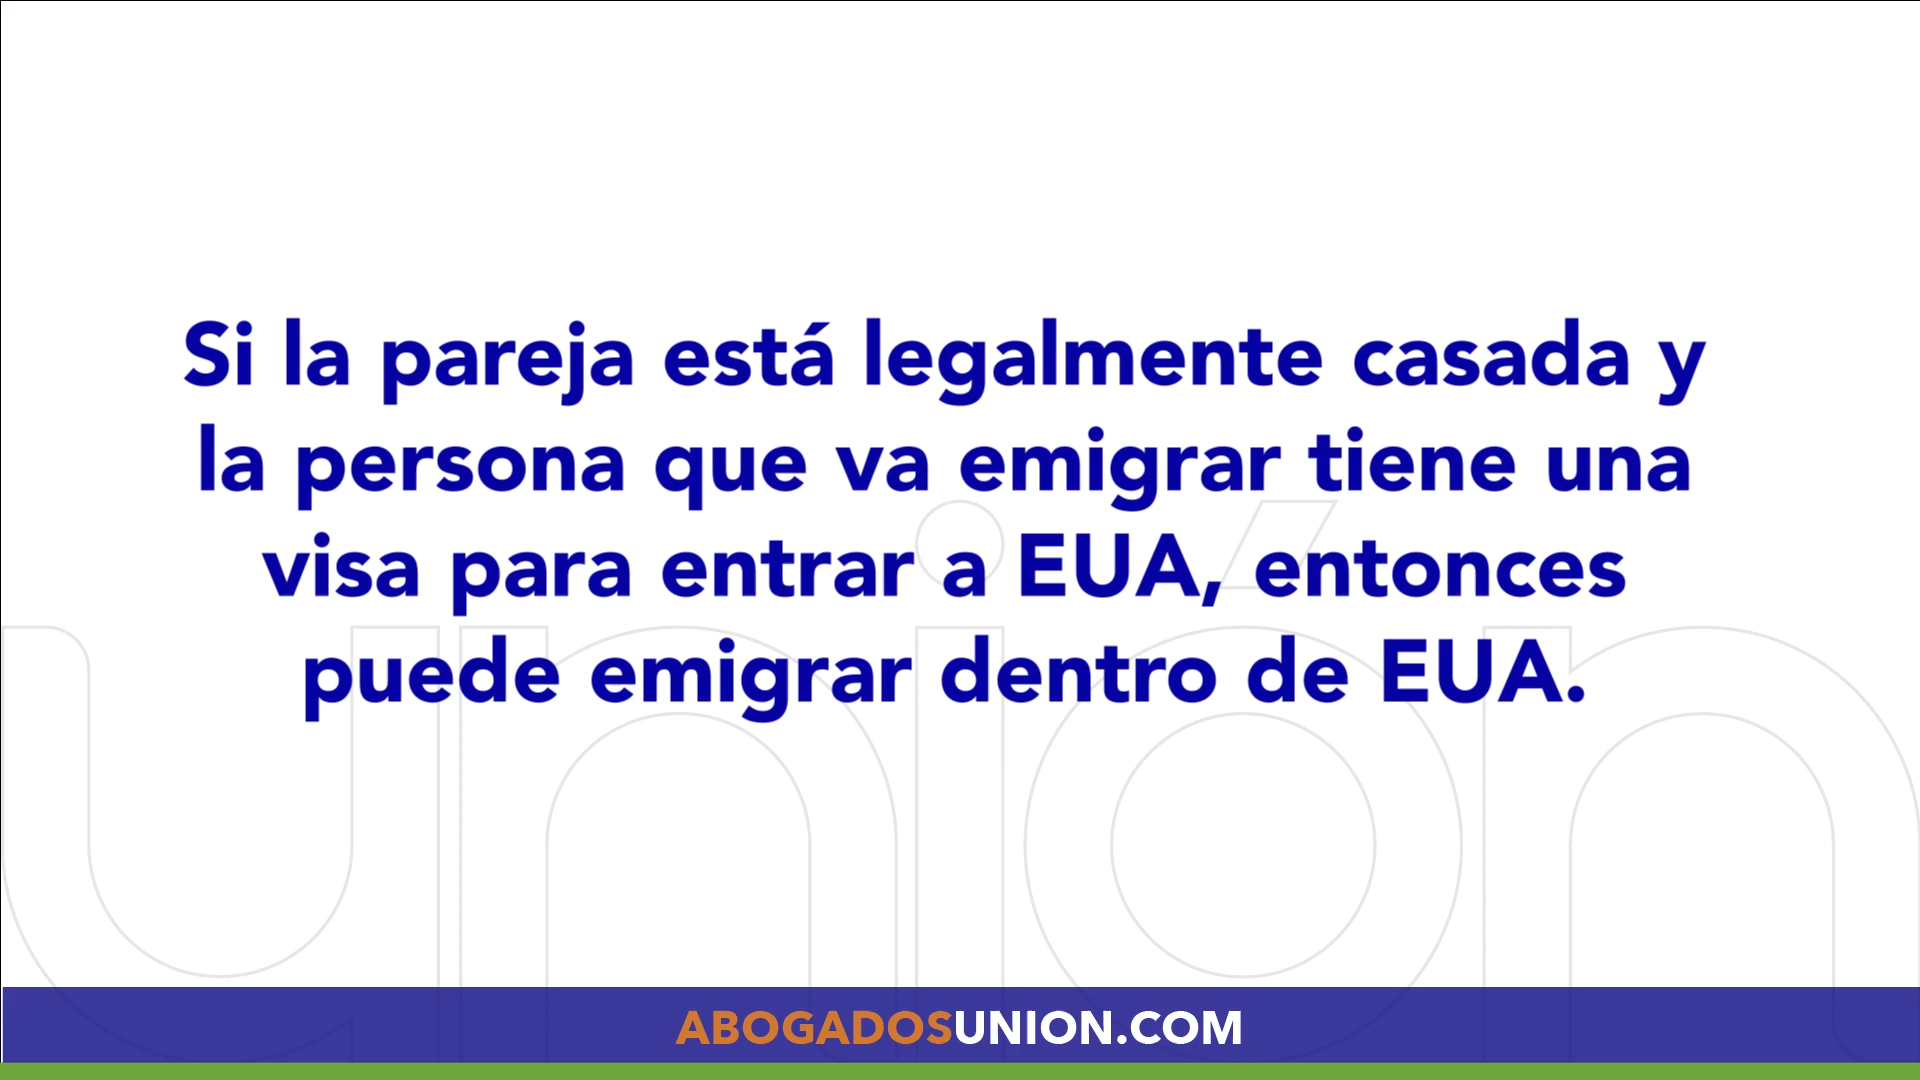 Si la pareja está legalmente casada y
la persona que va emigrar tiene una
visa para entrar a EUA, entonces
puede emigrar dentro de EUA.
unión
ABOGADOSUNION.COM